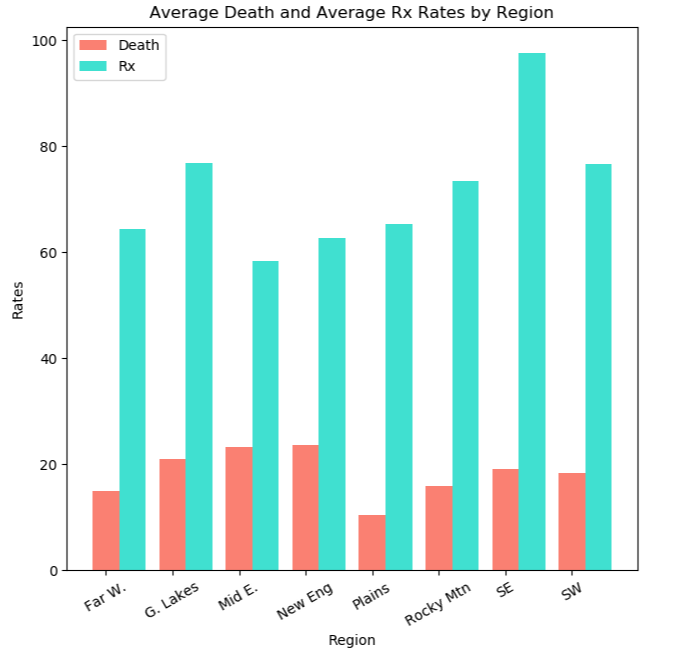 Average Death and Average Rx Rates by Region
Death
Rx
100
80
60
40
20
0
Rates
Far W.
G. Lakes
Mid E.
New Eng
Plains
Rocky Mtn
SE
SW
Region